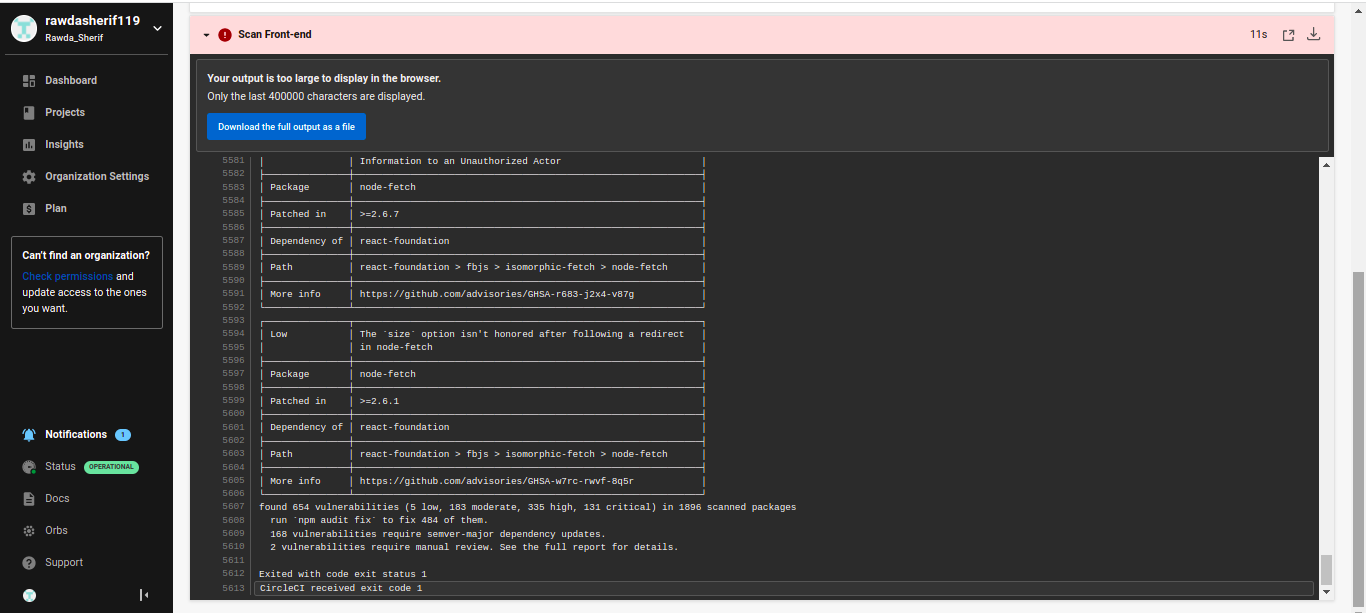 rawdasherif119
Rawda_Sherif
Dashboard
Projects
Insights
Organization Settings
Plan
Can't find an organization?
Check permissions and
update access to the ones
you want.
Notifications 1
Status OPERATIONAL
Docs
Orbs
Support
Scan Front-end 11s
Your output is too large to display in the browser.
Only the last 400000 characters are displayed.
Download the full output as a file
5581 Information to an Unauthorized Actor
5582
5583 Package node-fetch
5584
5585 Patched in >=2.6.7
5586
5587 Dependency of react-foundation
5588
5589 Path react-foundation > fbjs > isomorphic-fetch > node-fetch
5590
5591 More info https://github.com/advisories/GHSA-r683-j2x4-v87g
5592
5593
5594 Low The `size` option isn't honored after following a redirect
5595 in node-fetch
5596
5597 Package node-fetch
5598
5599 Patched in >=2.6.1
5600
5601 Dependency of react-foundation
5602
5603 Path react-foundation > fbjs > isomorphic-fetch > node-fetch
5604
5605 More info https://github.com/advisories/GHSA-w7rc-rwvf-8q5r
5606
5607 found 654 vulnerabilities (5 low, 183 moderate, 335 high, 131 critical) in 1896 scanned packages
5608 run `npm audit fix` to fix 484 of them.
5609 168 vulnerabilities require semver-major dependency updates.
5610 2 vulnerabilities require manual review. See the full report for details.
5611
5612 Exited with code exit status 1
5613 CircleCI received exit code 1